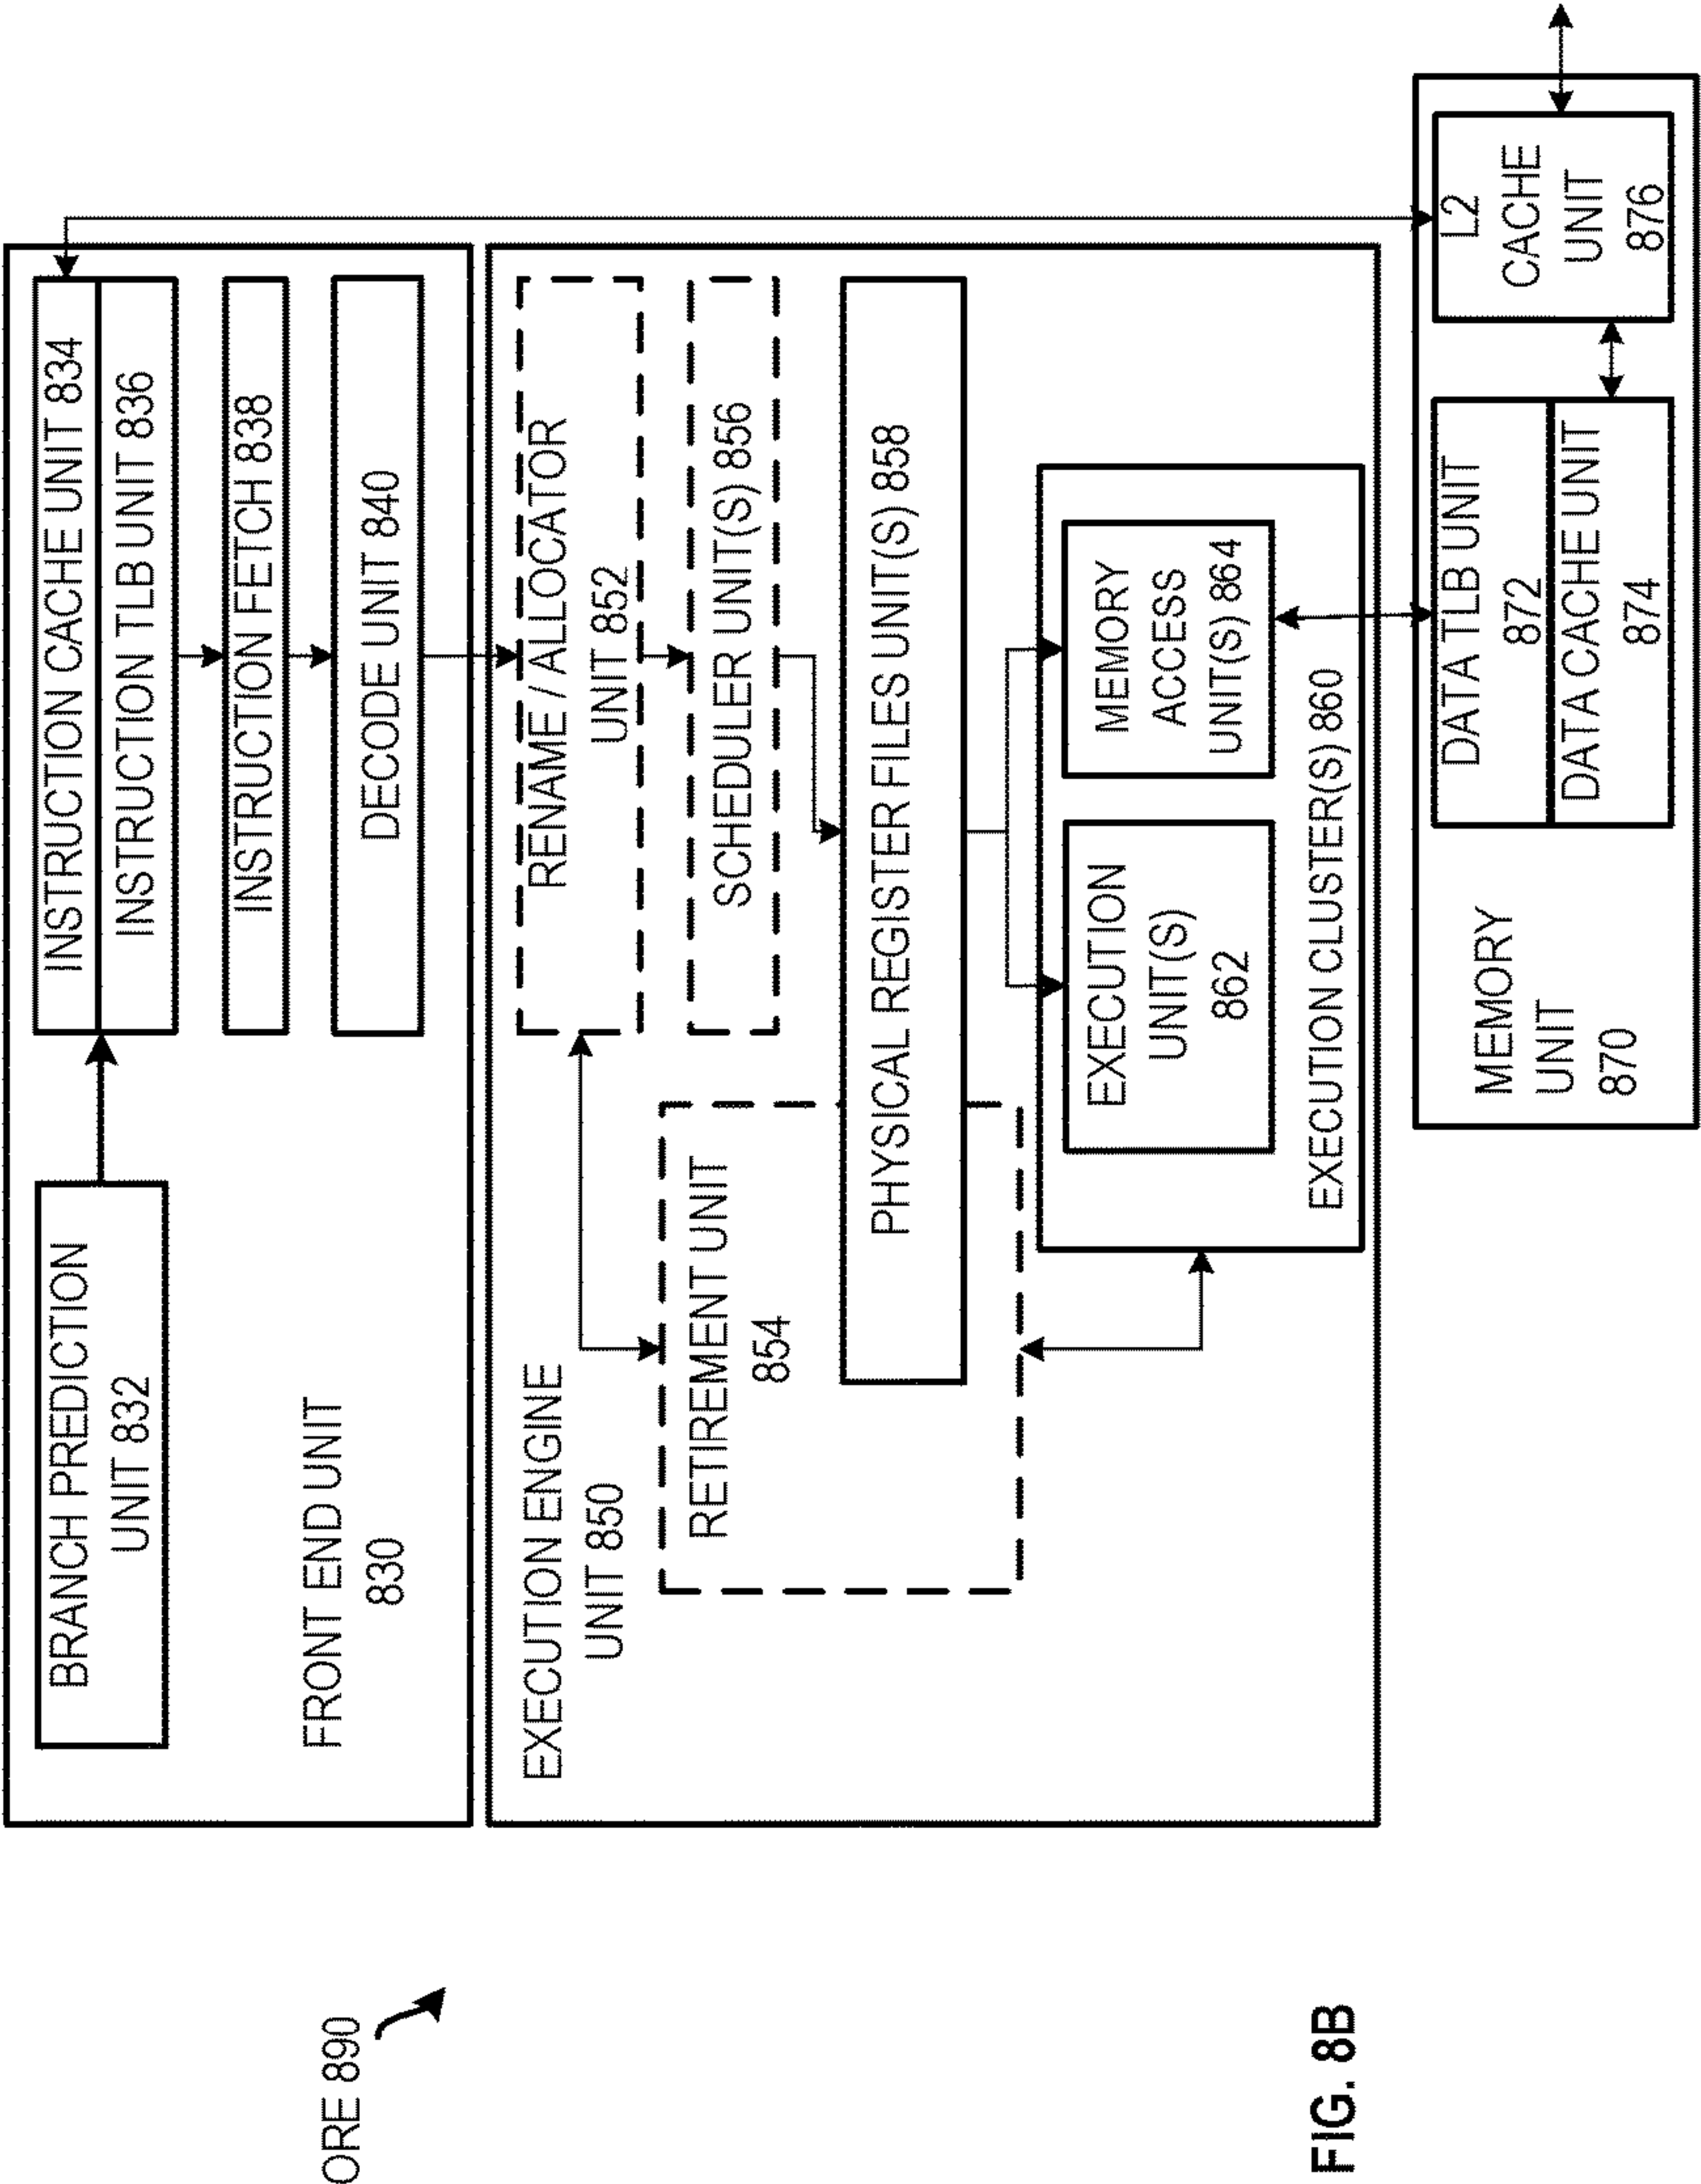 BRANCH PREDICTION
UNIT 832
INSTRUCTION CACHE UNIT 834
INSTRUCTION TLB UNIT 836
INSTRUCTION FETCH 838
DECODE UNIT 840
FRONT END UNIT
830
ORE 890
EXECUTION ENGINE
UNIT 850
RENAME / ALLOCATOR
UNIT 852
RETIREMENT UNIT
854
SCHEDULER UNIT(S) 856
PHYSICAL REGISTER FILES UNIT(S) 858
EXECUTION
UNIT(S)
862
MEMORY
ACCESS
UNIT(S) 864
EXECUTION CLUSTER(S) 860
MEMORY
UNIT
870
DATA TLB UNIT
872
DATA CACHE UNIT
874
L2
CACHE
UNIT
876
FIG. 8B